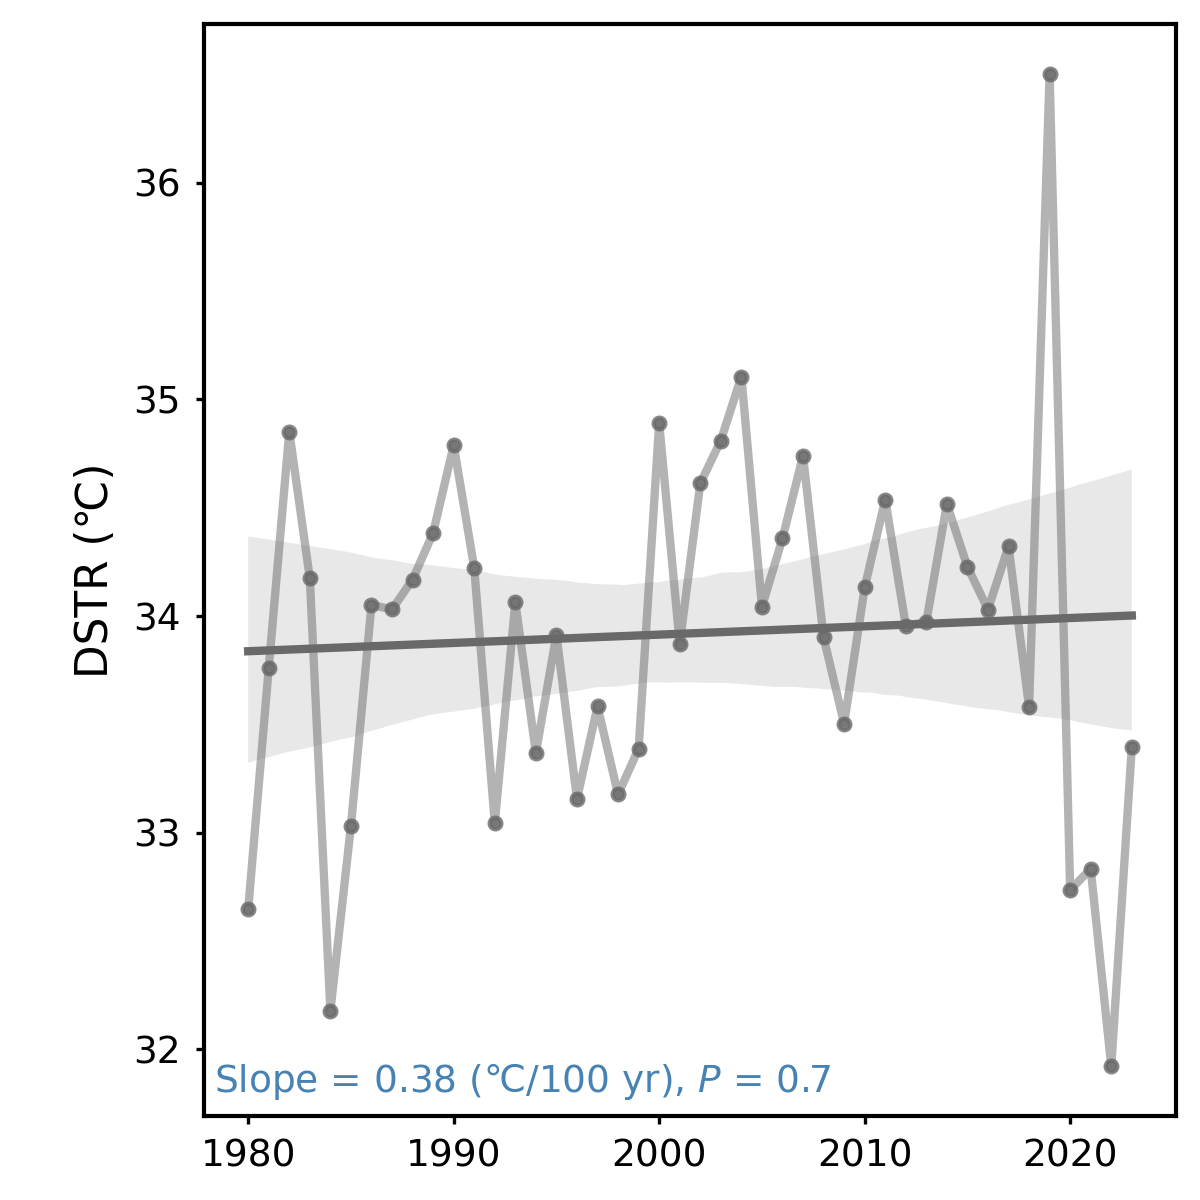 DSTR (℃)
36
35
34
33
32
Slope = 0.38 (℃/100 yr), P = 0.7
1980 1990 2000 2010 2020